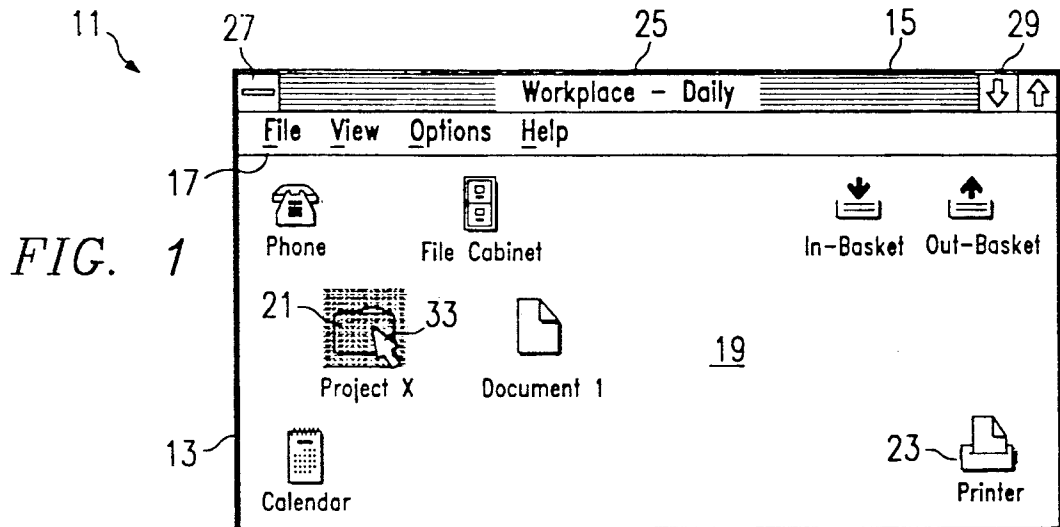 11 27 25 15 29
Workplace – Daily
File View Options Help
17
Phone File Cabinet In-Basket Out-Basket
FIG. 1
21 33 19
Project X Document 1
13 23
Calendar Printer